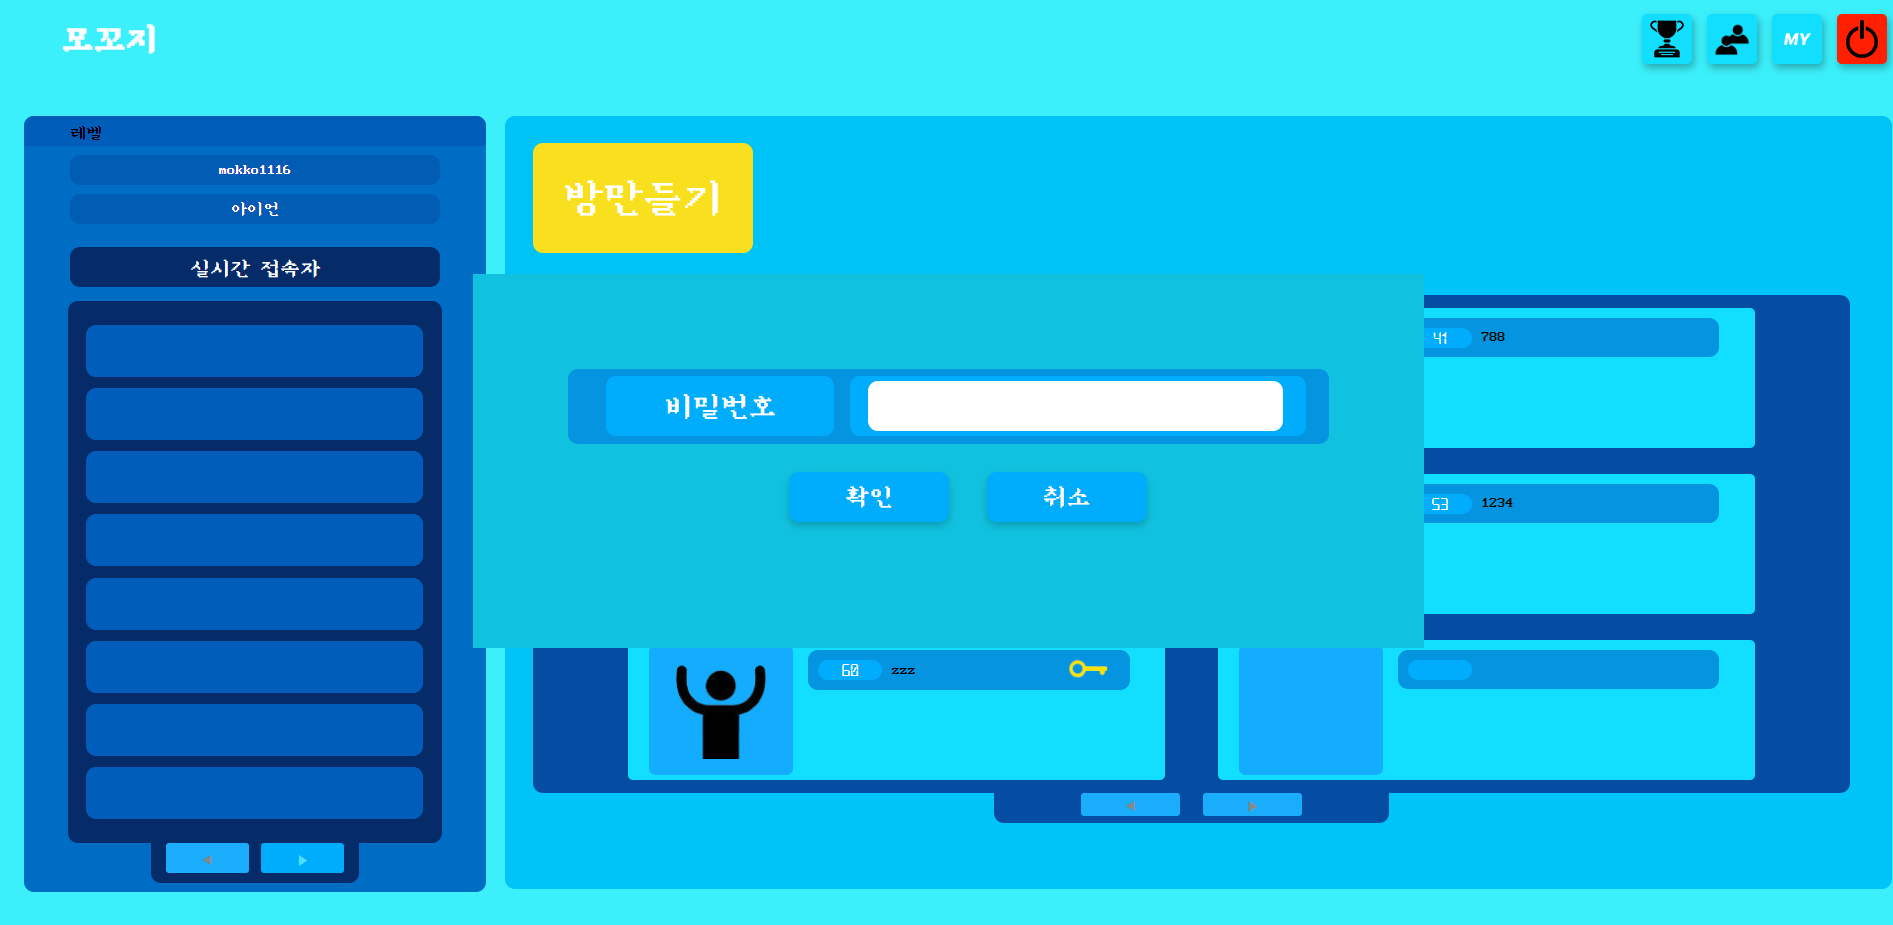 포꼬지
MY
레벨
mokko1116
아이언
실시간 접속자
방만들기
41 788
비밀번호
확인
취소
53 1234
60 zzz